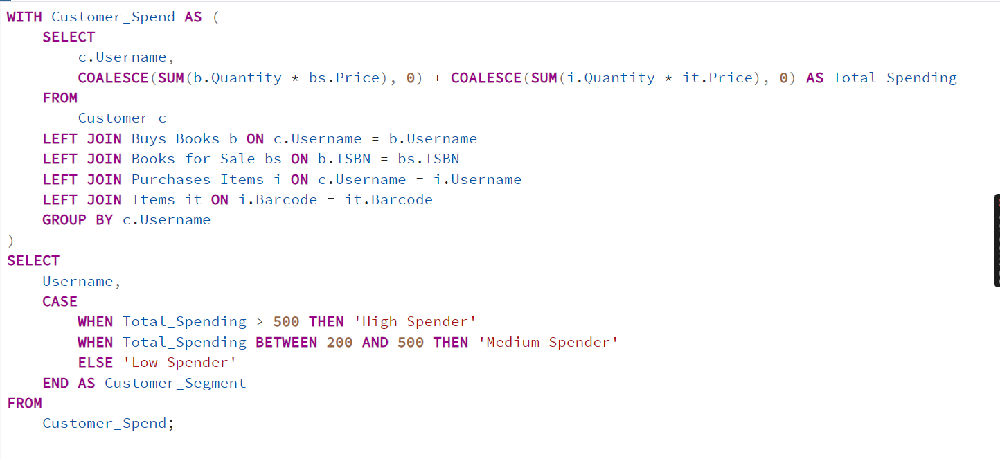 WITH Customer_Spend AS (
    SELECT
        c.Username,
        COALESCE(SUM(b.Quantity * bs.Price), 0) + COALESCE(SUM(i.Quantity * it.Price), 0) AS Total_Spending
    FROM
        Customer c
    LEFT JOIN Buys_Books b ON c.Username = b.Username
    LEFT JOIN Books_for_Sale bs ON b.ISBN = bs.ISBN
    LEFT JOIN Purchases_Items i ON c.Username = i.Username
    LEFT JOIN Items it ON i.Barcode = it.Barcode
    GROUP BY c.Username
)
SELECT
    Username,
    CASE
        WHEN Total_Spending > 500 THEN 'High Spender'
        WHEN Total_Spending BETWEEN 200 AND 500 THEN 'Medium Spender'
        ELSE 'Low Spender'
    END AS Customer_Segment
FROM
    Customer_Spend;